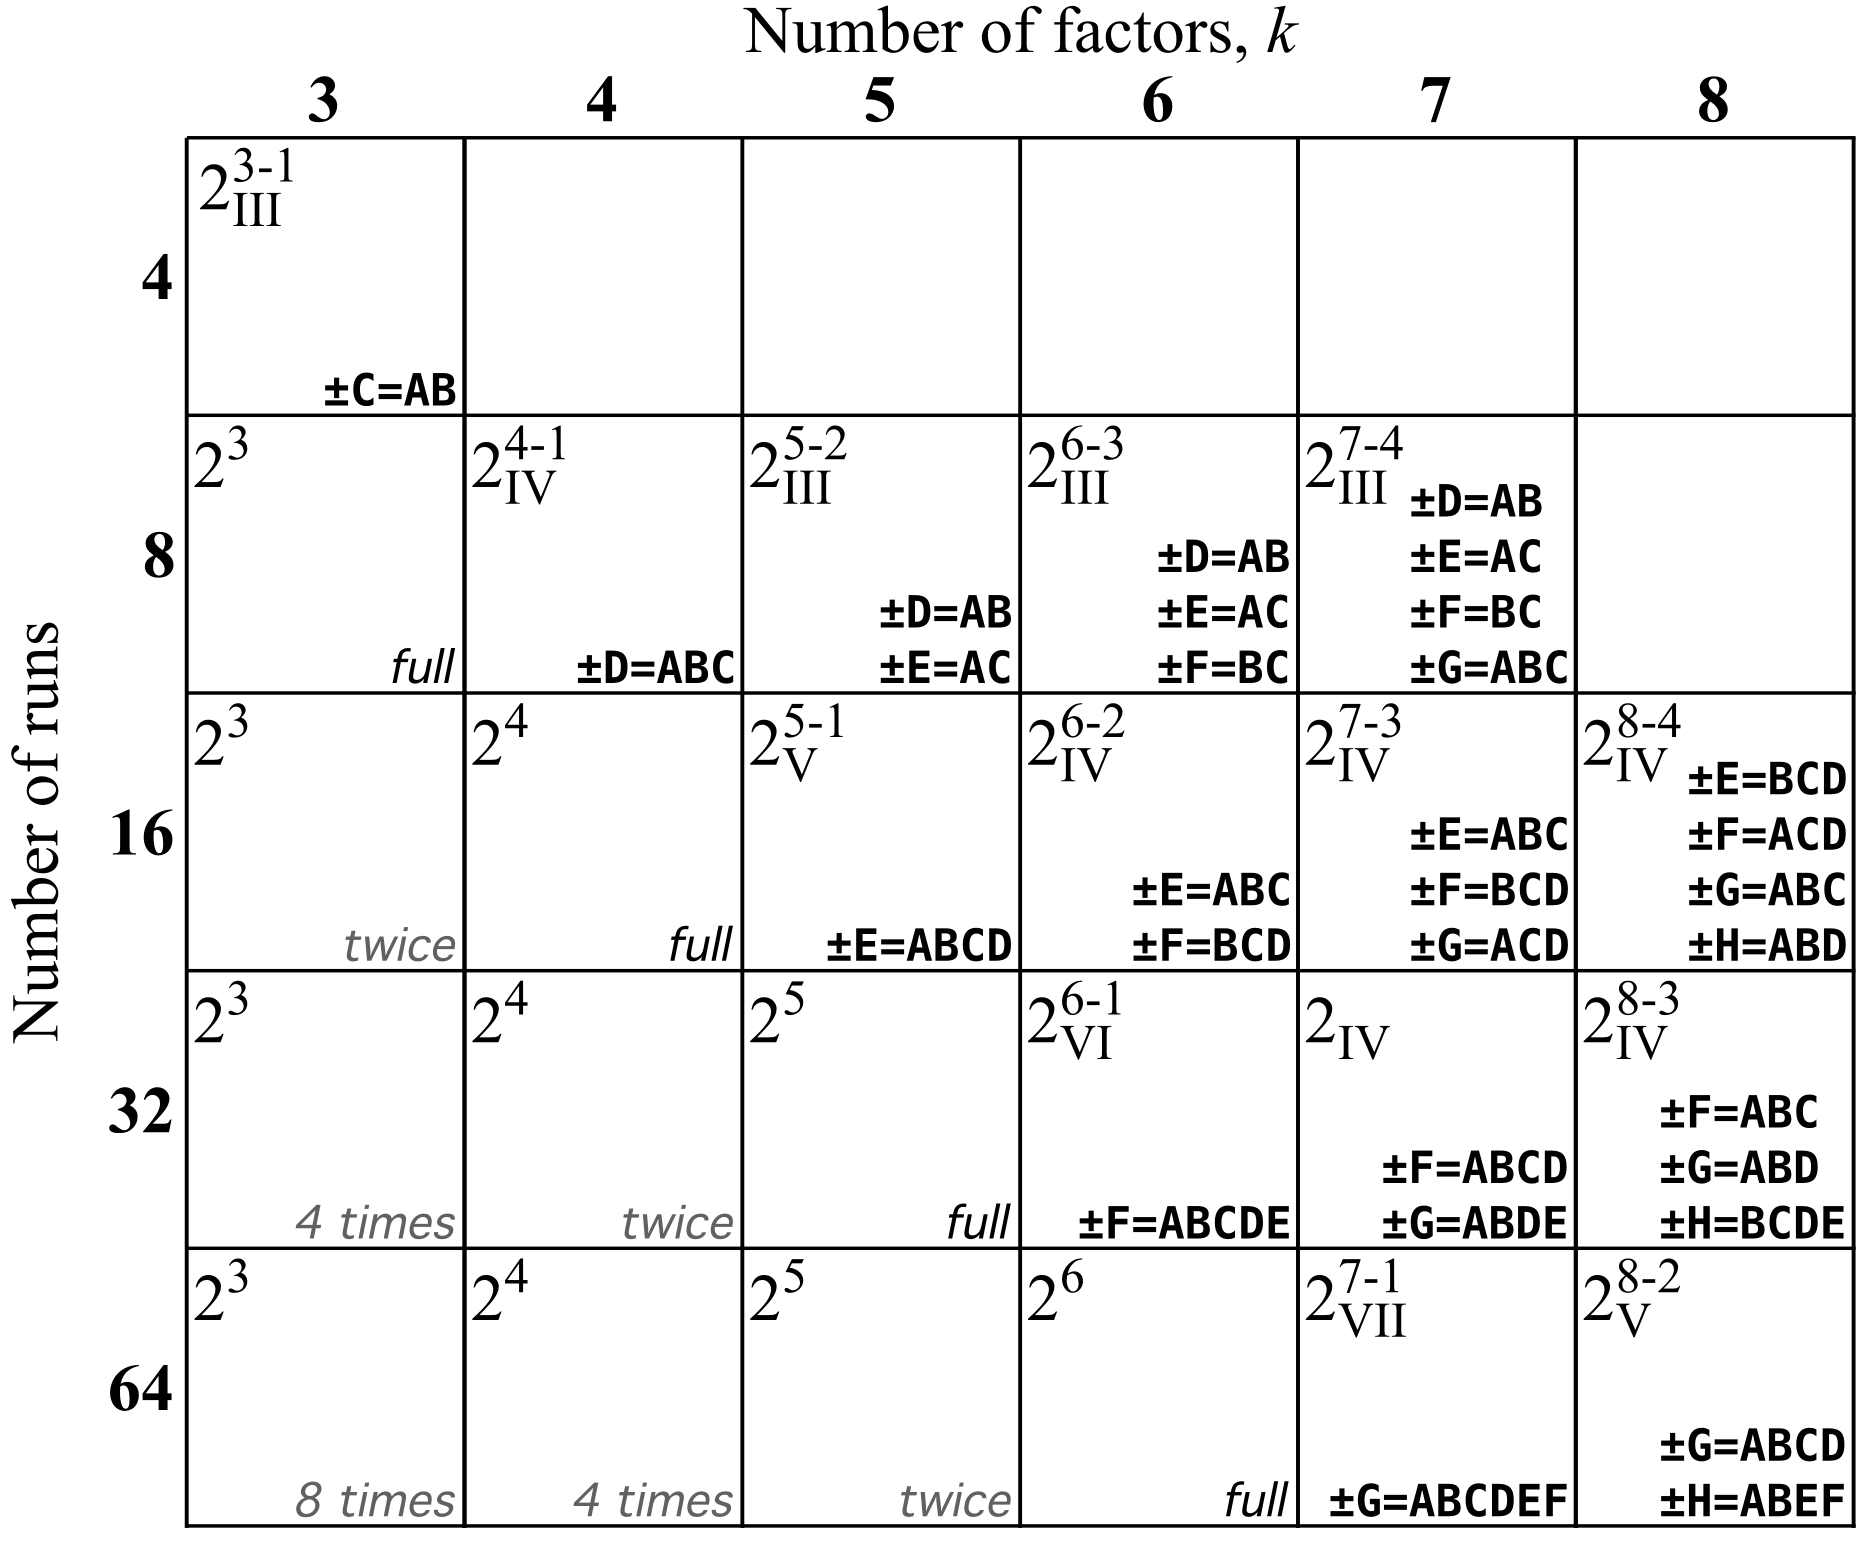 Number of factors, k
3 4 5 6 7 8
Number of runs
4
2^{3-1}_{III}
±C=AB
8
2^3
full
2^{4-1}_{IV}
±D=ABC
2^{5-2}_{III}
±D=AB
±E=AC
2^{6-3}_{III}
±D=AB
±E=AC
±F=BC
2^{7-4}_{III}
±D=AB
±E=AC
±F=BC
±G=ABC
16
2^3
twice
2^4
full
2^{5-1}_{V}
±E=ABCD
2^{6-2}_{IV}
±E=ABC
±F=BCD
2^{7-3}_{IV}
±E=ABC
±F=BCD
±G=ACD
2^{8-4}_{IV}
±E=BCD
±F=ACD
±G=ABC
±H=ABD
32
2^3
4 times
2^4
twice
2^5
full
2^{6-1}_{VI}
±F=ABCDE
2_{IV}
±F=ABCD
±G=ABDE
2^{8-3}_{IV}
±F=ABC
±G=ABD
±H=BCDE
64
2^3
8 times
2^4
4 times
2^5
twice
2^6
full
2^{7-1}_{VII}
±G=ABCDEF
2^{8-2}_{V}
±G=ABCD
±H=ABEF